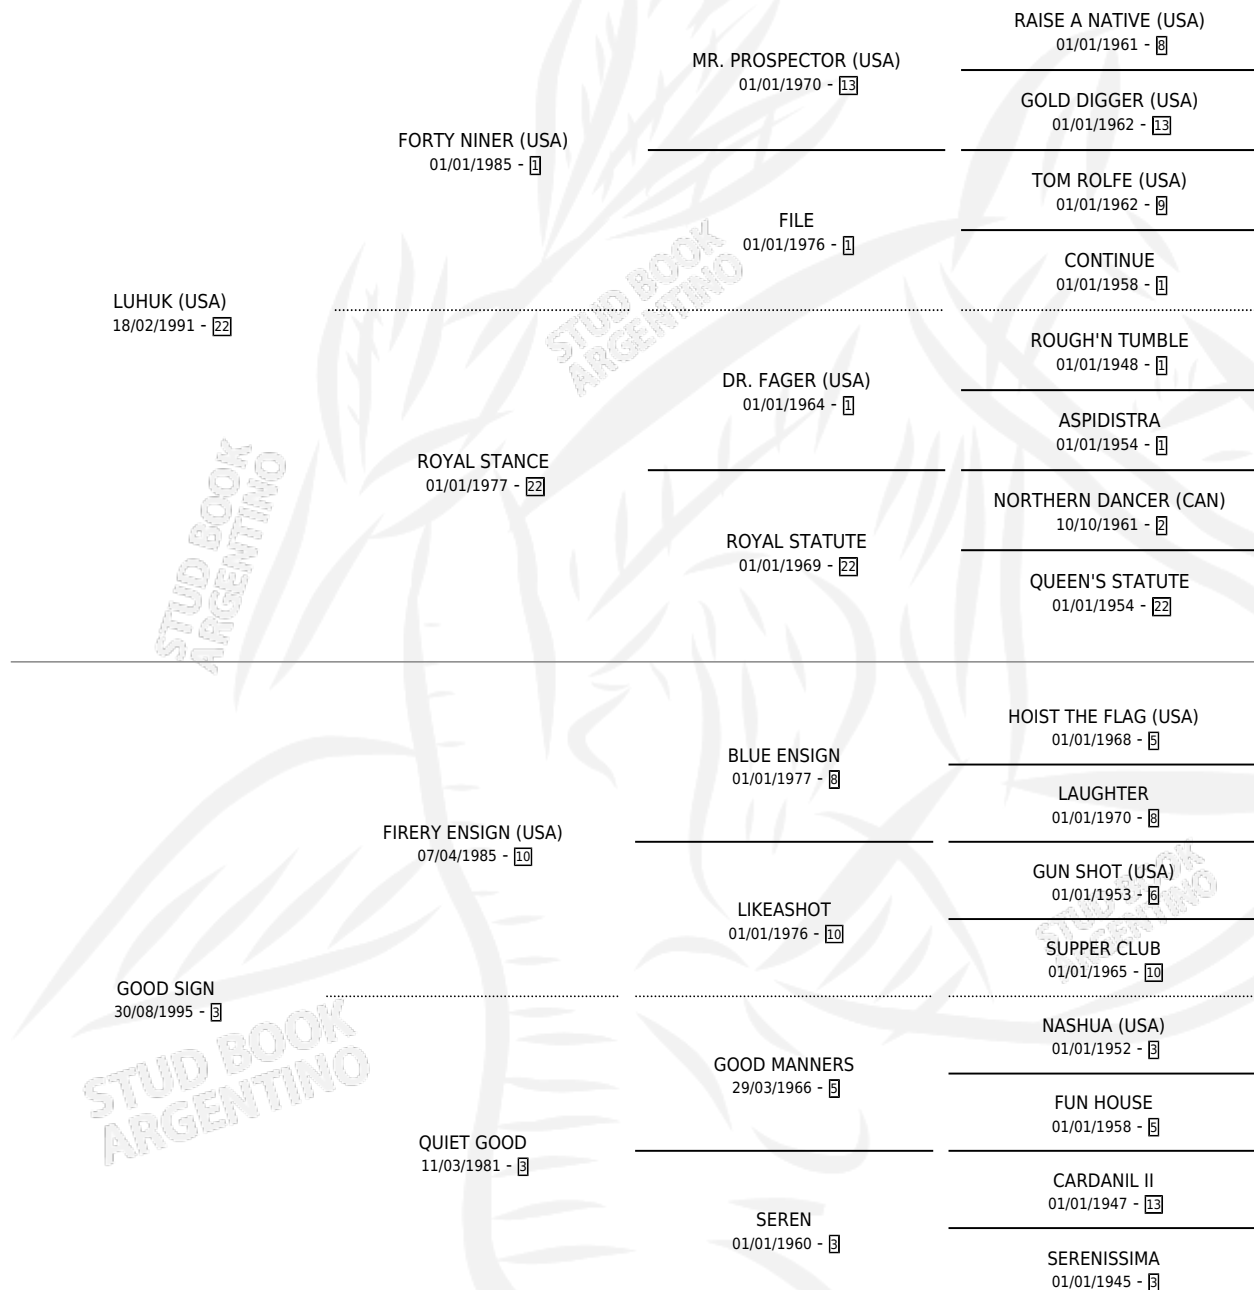 RAISE A NATIVE (USA)
01/01/1961 - 8
MR. PROSPECTOR (USA)
01/01/1970 - 13
GOLD DIGGER (USA)
01/01/1962 - 13
FORTY NINER (USA)
01/01/1985 - 1
TOM ROLFE (USA)
01/01/1962 - 9
FILE
01/01/1976 - 1
CONTINUE
01/01/1958 - 1
LUHUK (USA)
18/02/1991 - 22
ROUGH'N TUMBLE
01/01/1948 - 1
DR. FAGER (USA)
01/01/1964 - 1
ASPIDISTRA
01/01/1954 - 1
ROYAL STANCE
01/01/1977 - 22
NORTHERN DANCER (CAN)
10/10/1961 - 2
ROYAL STATUTE
01/01/1969 - 22
QUEEN'S STATUTE
01/01/1954 - 22
HOIST THE FLAG (USA)
01/01/1968 - 5
BLUE ENSIGN
01/01/1977 - 8
LAUGHTER
01/01/1970 - 8
FIRERY ENSIGN (USA)
07/04/1985 - 10
GUN SHOT (USA)
01/01/1953 - 6
LIKEASHOT
01/01/1976 - 10
SUPPER CLUB
01/01/1965 - 10
GOOD SIGN
30/08/1995 - 3
NASHUA (USA)
01/01/1952 - 3
GOOD MANNERS
29/03/1966 - 5
FUN HOUSE
01/01/1958 - 5
QUIET GOOD
11/03/1981 - 3
CARDANIL II
01/01/1947 - 13
SEREN
01/01/1960 - 3
SERENISSIMA
01/01/1945 - 3
STUD BOOK
ARGENTINO
STUD BOOK
ARGENTINO
STUD BOOK
ARGENTINO
STUD BOOK
ARGENTINO